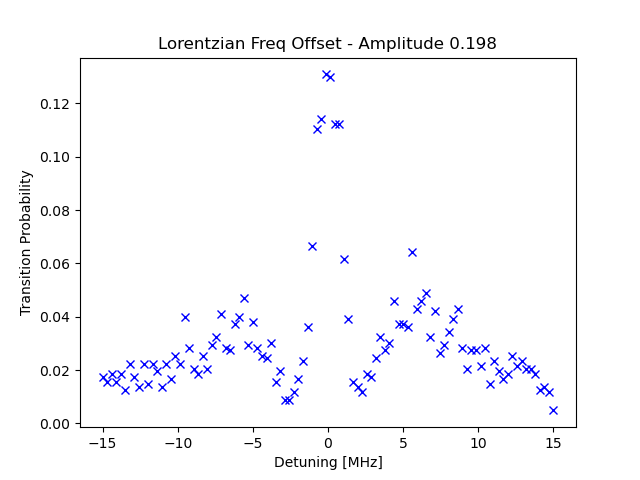 Lorentzian Freq Offset - Amplitude 0.198
Transition Probability
0.12
0.10
0.08
0.06
0.04
0.02
0.00
−15 −10 −5 0 5 10 15
Detuning [MHz]